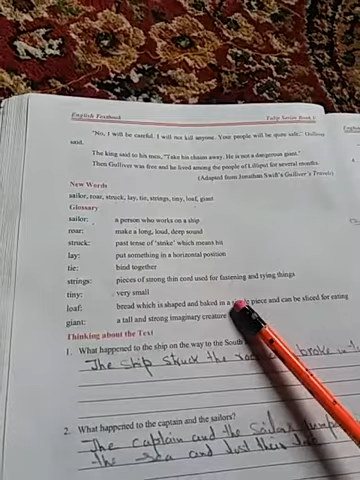 English Textbook Tulip Series Book
"No, I will be careful. I will not kill anyone. Your people will be quite safe," Gulliver
said.
The king said to his men, "Take his chains away. He is not a dangerous giant."
Then Gulliver was free and he lived among the people of Lilliput for several months.
(Adapted from Jonathan Swift's Gulliver's Travels)
New Words
sailor, roar, struck, lay, tie, strings, tiny, loaf, giant
Glossary
sailor: a person who works on a ship
roar: make a long, loud, deep sound
struck: past tense of 'strike' which means hit
lay: put something in a horizontal position
tie: bind together
strings: pieces of strong thin cord used for fastening and tying things
tiny: very small
loaf: bread which is shaped and baked in a single piece and can be sliced for eating
giant: a tall and strong imaginary creature
Thinking about the Text
1. What happened to the ship on the way to the South
The ship struck the broke
2. What happened to the captain and the sailors?
The captain and the sailors jumped
the sea and lost their